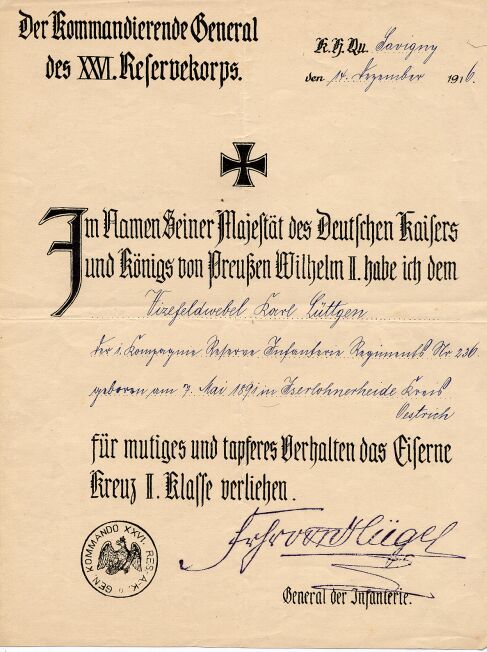 Der Kommandierende General
des XXVI. Reservekorps.
K. H. Qu. Savigny
den 14. Dezember 1916.
Im Namen Seiner Majestät des Deutschen Kaisers
und Königs von Preußen Wilhelm II. habe ich dem
Vizefeldwebel Karl Lüttgen
der 1. Kompagnie Reserve Infanterie Regiments Nr 236
geboren am 7. Mai 1891 in Iserlohnerheide Kreis
Oestrich
für mutiges und tapferes Verhalten das Eiserne
Kreuz II. Klasse verliehen.
Frhr von Hügel
General der Infanterie.
GEN KOMMANDO XXVI. RES. A. K.